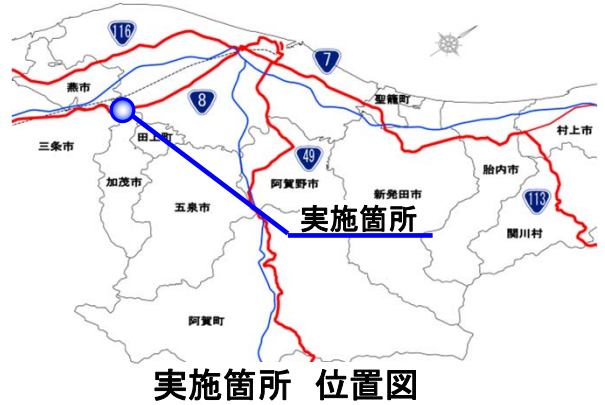 116
7
燕市
8
聖籠町
三条市
田上町
村上市
49
加茂市
阿賀野市
胎内市
新発田市
113
五泉市
実施箇所
関川村
阿賀町
実施箇所 位置図